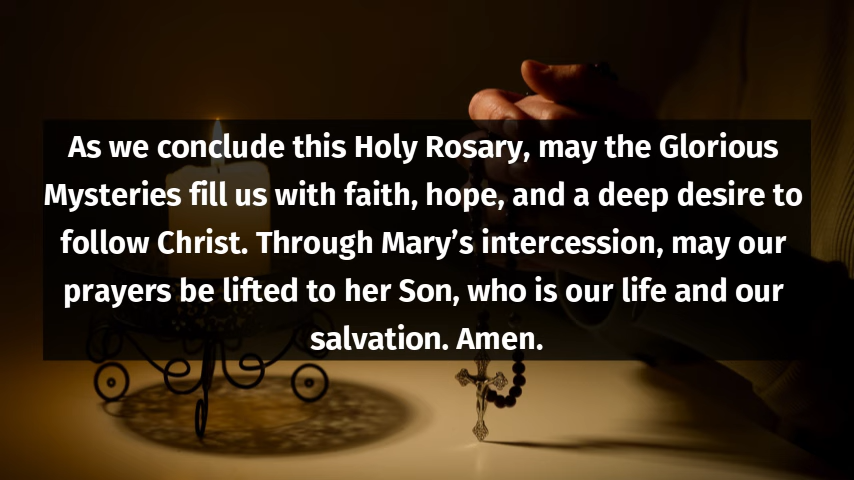 As we conclude this Holy Rosary, may the Glorious
Mysteries fill us with faith, hope, and a deep desire to
follow Christ. Through Mary’s intercession, may our
prayers be lifted to her Son, who is our life and our
salvation. Amen.